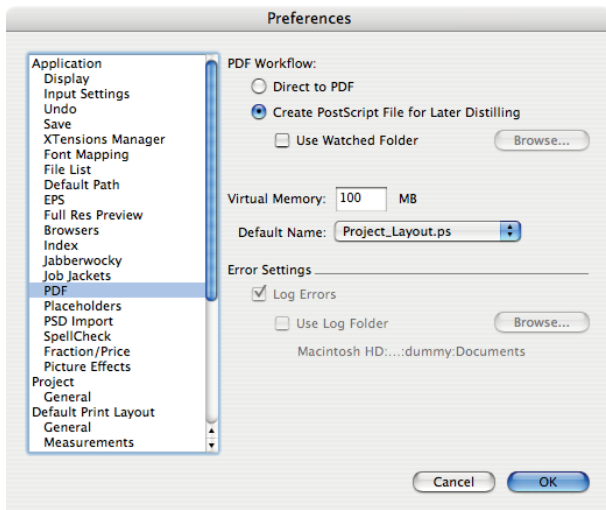 Preferences
Application
Display
Input Settings
Undo
Save
XTensions Manager
Font Mapping
File List
Default Path
EPS
Full Res Preview
Browsers
Index
Jabberwocky
Job Jackets
PDF
Placeholders
PSD Import
SpellCheck
Fraction/Price
Picture Effects
Project
General
Default Print Layout
General
Measurements
PDF Workflow:
Direct to PDF
Create PostScript File for Later Distilling
Use Watched Folder
Browse...
Virtual Memory: 100 MB
Default Name: Project_Layout.ps
Error Settings
Log Errors
Use Log Folder
Browse...
Macintosh HD:...:dummy:Documents
Cancel
OK